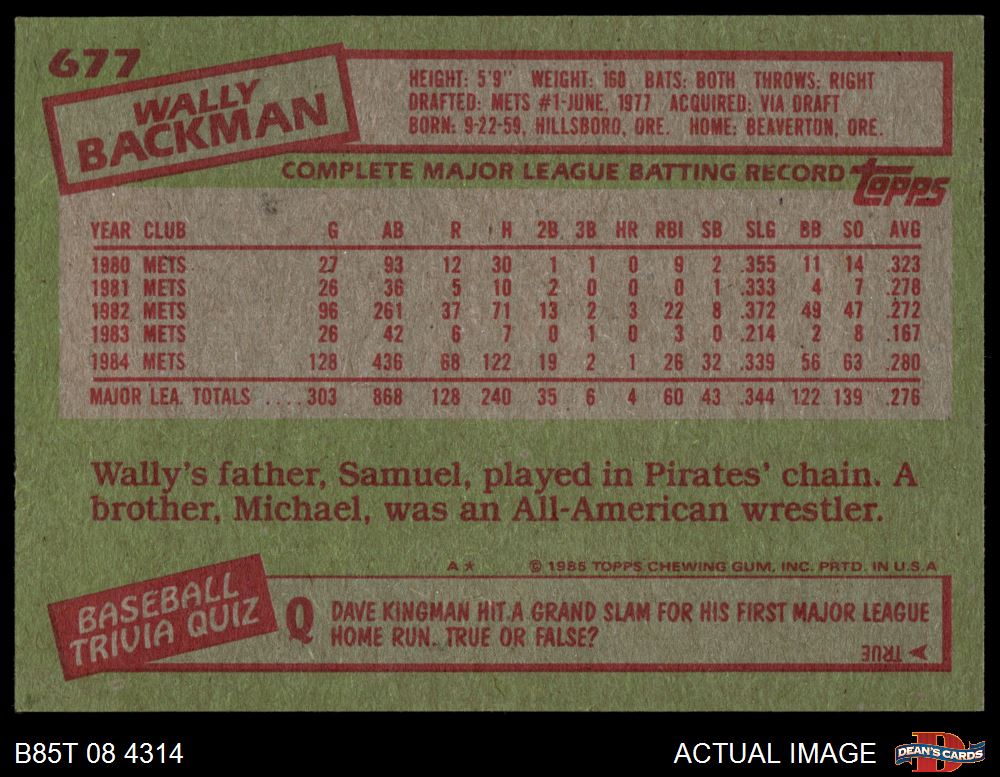 677
WALLY
BACKMAN
HEIGHT: 5'9" WEIGHT: 160 BATS: BOTH THROWS: RIGHT
DRAFTED: METS #1-JUNE, 1977 ACQUIRED: VIA DRAFT
BORN: 9-22-59, HILLSBORO, ORE. HOME: BEAVERTON, ORE.
COMPLETE MAJOR LEAGUE BATTING RECORD topps
YEAR CLUB G AB R H 2B 3B HR RBI SB SLG BB SO AVG
1980 METS 27 93 12 30 1 1 0 9 2 .355 11 14 .323
1981 METS 26 36 5 10 2 0 0 0 1 .333 4 7 .278
1982 METS 96 261 37 71 13 2 3 22 8 .372 49 47 .272
1983 METS 26 42 6 7 0 1 0 3 0 .214 2 8 .167
1984 METS 128 436 68 122 19 2 1 26 32 .339 56 63 .280
MAJOR LEA. TOTALS ....303 868 128 240 35 6 4 60 43 .344 122 139 .276
Wally's father, Samuel, played in Pirates' chain. A
brother, Michael, was an All-American wrestler.
A* © 1985 TOPPS CHEWING GUM, INC. PRTD. IN U.S.A
BASEBALL
TRIVIA QUIZ
Q DAVE KINGMAN HIT A GRAND SLAM FOR HIS FIRST MAJOR LEAGUE
HOME RUN. TRUE OR FALSE?
TRUE
B85T 08 4314
ACTUAL IMAGE
D
DEAN'S CARDS